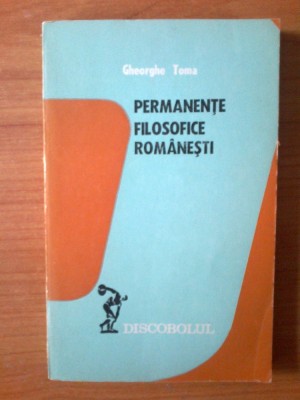 Gheorghe Toma
PERMANENȚE
FILOSOFICE
ROMÂNEȘTI
DISCOBOLUL